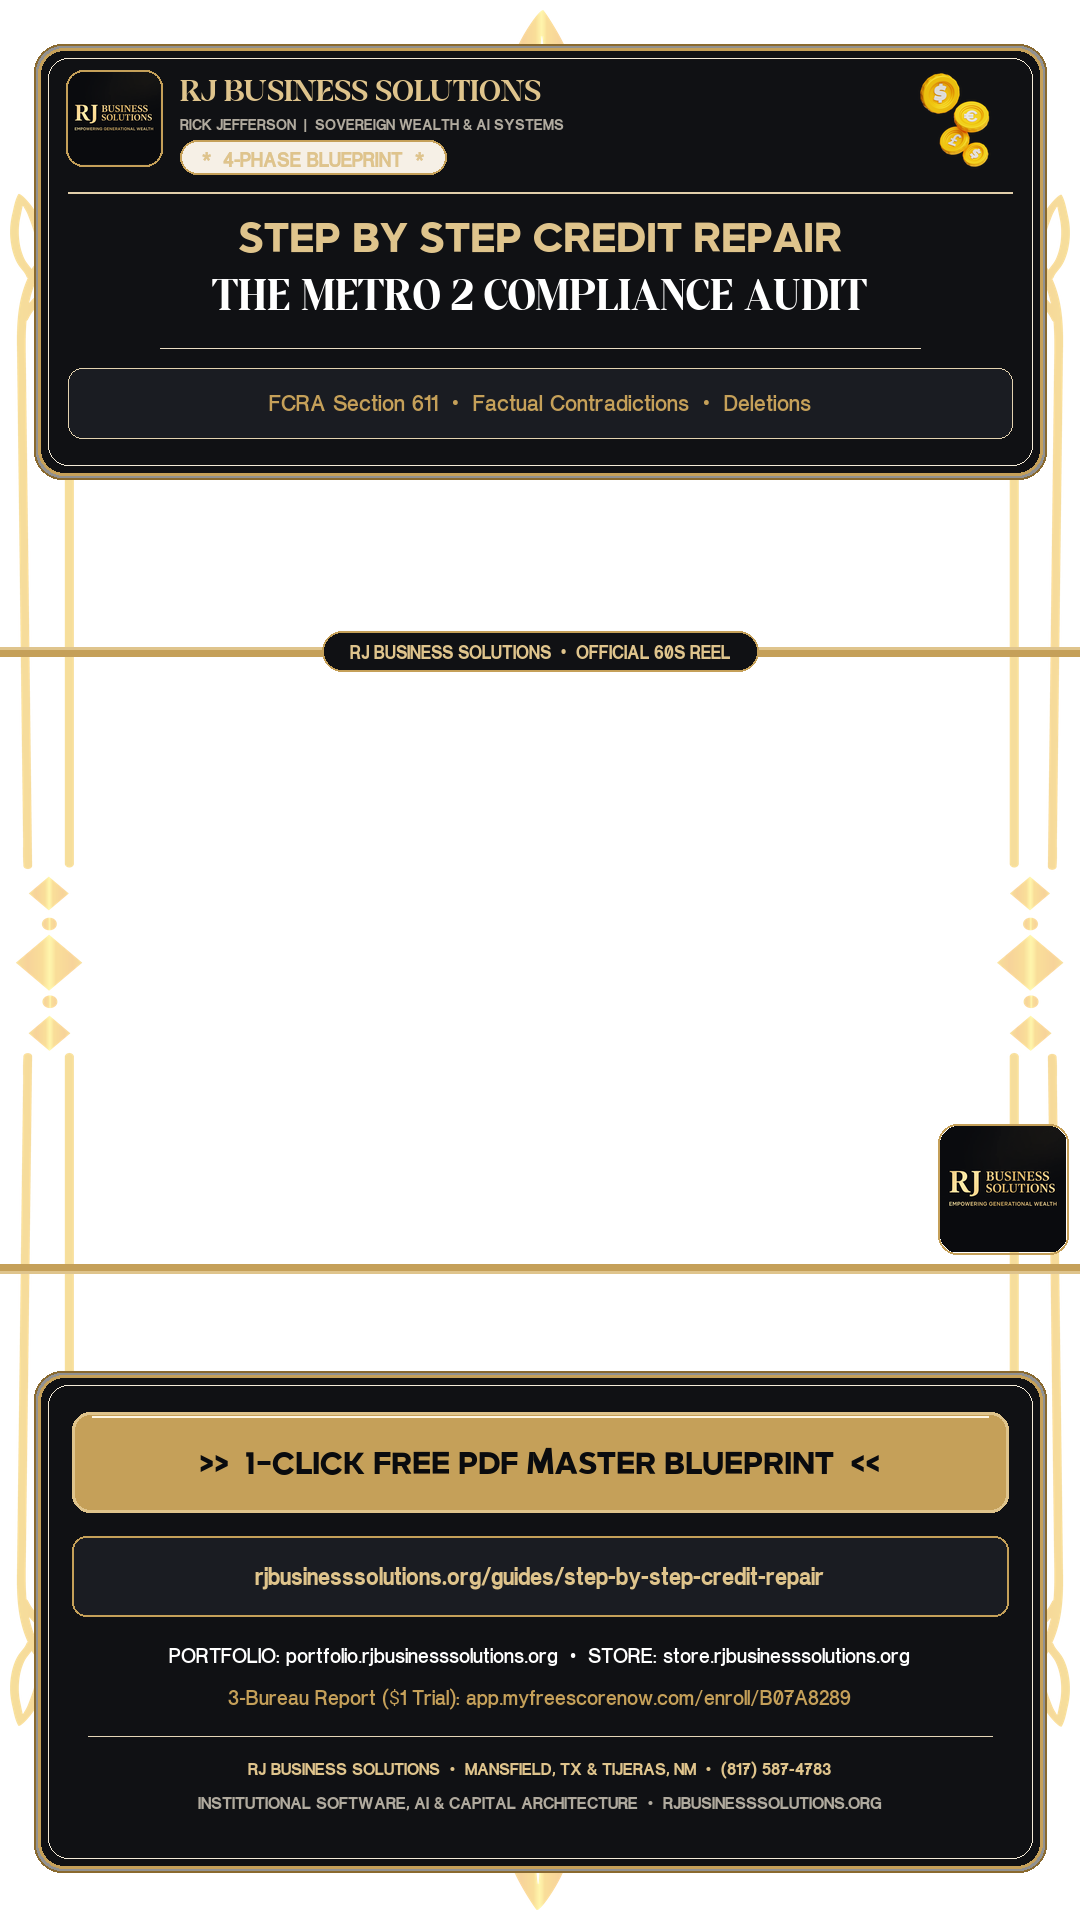 RJ BUSINESS SOLUTIONS
EMPOWERING GENERATIONAL WEALTH
RJ BUSINESS SOLUTIONS
RICK JEFFERSON | SOVEREIGN WEALTH & AI SYSTEMS
* 4-PHASE BLUEPRINT *
STEP BY STEP CREDIT REPAIR
THE METRO 2 COMPLIANCE AUDIT
FCRA Section 611 • Factual Contradictions • Deletions
RJ BUSINESS SOLUTIONS • OFFICIAL 60S REEL
RJ BUSINESS SOLUTIONS
EMPOWERING GENERATIONAL WEALTH
>> 1-CLICK FREE PDF MASTER BLUEPRINT <<
rjbusinesssolutions.org/guides/step-by-step-credit-repair
PORTFOLIO: portfolio.rjbusinesssolutions.org • STORE: store.rjbusinesssolutions.org
3-Bureau Report ($1 Trial): app.myfreescorenow.com/enroll/B07A8289
RJ BUSINESS SOLUTIONS • MANSFIELD, TX & TIJERAS, NM • (817) 587-4783
INSTITUTIONAL SOFTWARE, AI & CAPITAL ARCHITECTURE • RJBUSINESSSOLUTIONS.ORG